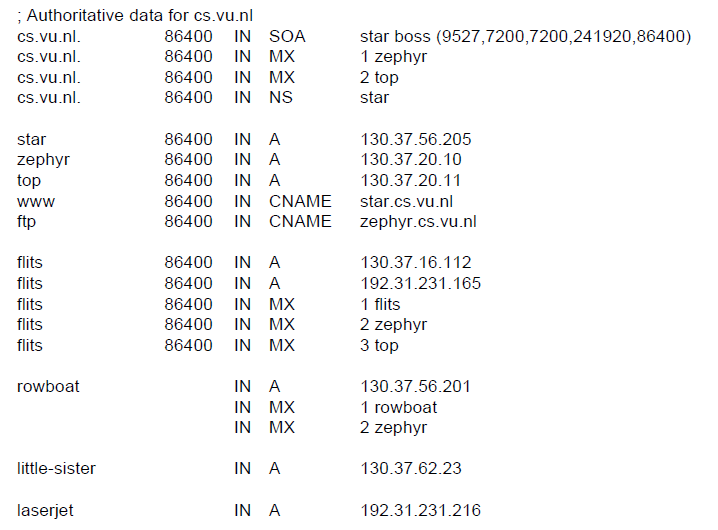 ; Authoritative data for cs.vu.nl
cs.vu.nl. 86400 IN SOA star boss (9527,7200,7200,241920,86400)
cs.vu.nl. 86400 IN MX 1 zephyr
cs.vu.nl. 86400 IN MX 2 top
cs.vu.nl. 86400 IN NS star
star 86400 IN A 130.37.56.205
zephyr 86400 IN A 130.37.20.10
top 86400 IN A 130.37.20.11
www 86400 IN CNAME star.cs.vu.nl
ftp 86400 IN CNAME zephyr.cs.vu.nl
flits 86400 IN A 130.37.16.112
flits 86400 IN A 192.31.231.165
flits 86400 IN MX 1 flits
flits 86400 IN MX 2 zephyr
flits 86400 IN MX 3 top
rowboat IN A 130.37.56.201
IN MX 1 rowboat
IN MX 2 zephyr
little-sister IN A 130.37.62.23
laserjet IN A 192.31.231.216